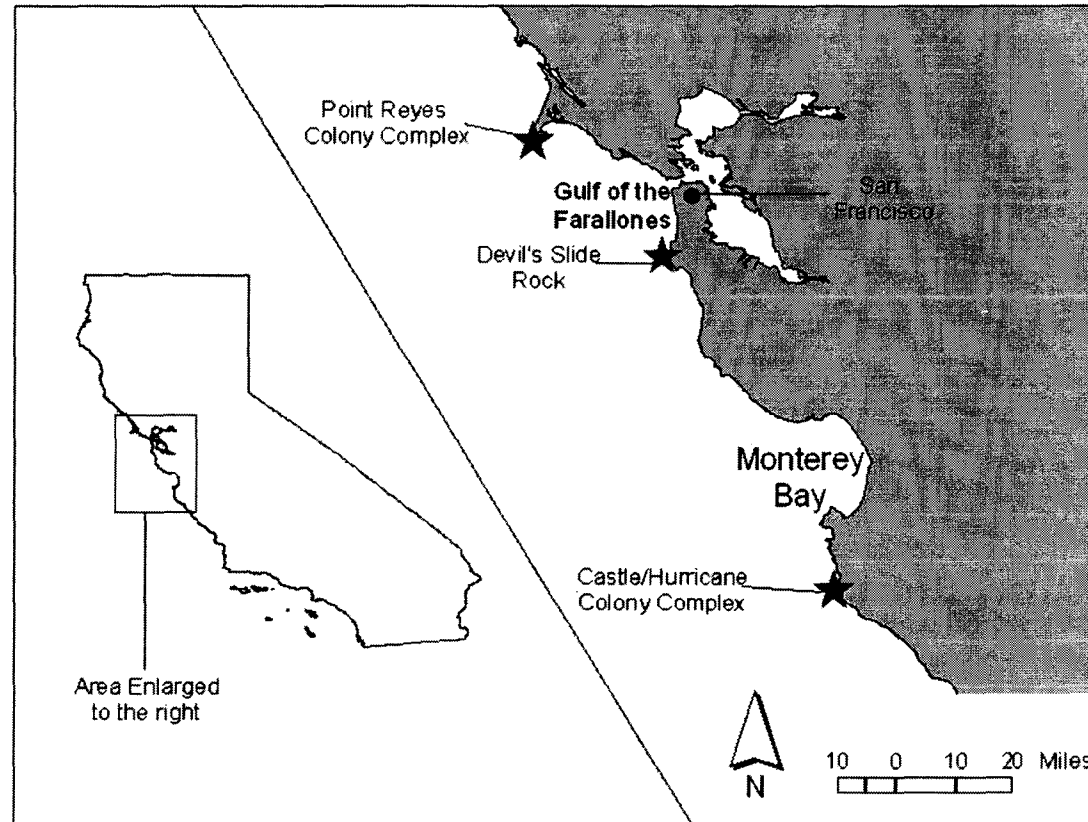 Point Reyes
Colony Complex
Gulf of the
Farallones
San
Francisco
Devil's Slide
Rock
Monterey
Bay
Castle/Hurricane
Colony Complex
Area Enlarged
to the right
N
10 0 10 20 Miles